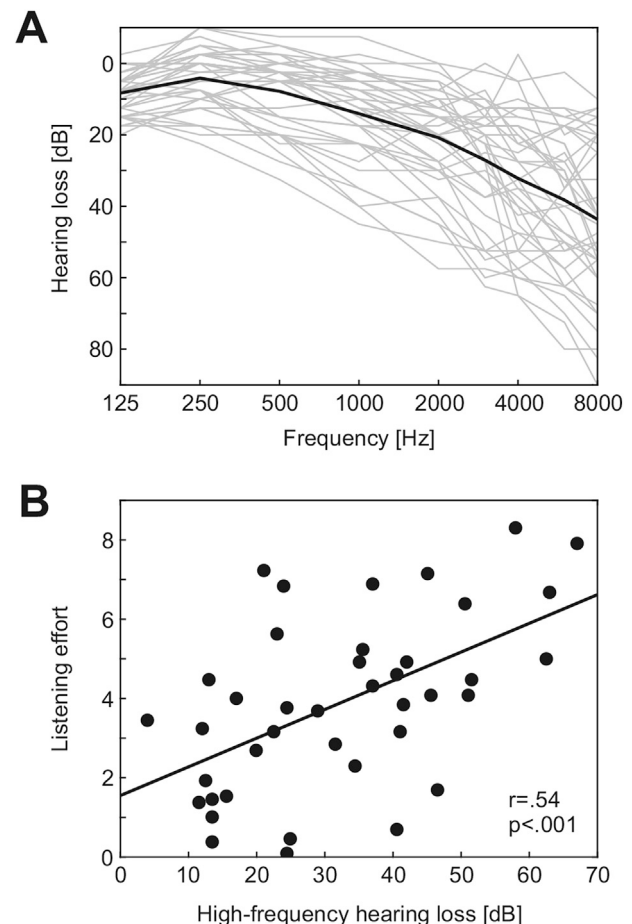 A
0
20
40
60
80
Hearing loss [dB]
125 250 500 1000 2000 4000 8000
Frequency [Hz]
B
8
6
4
2
0
Listening effort
r=.54
p<.001
0 10 20 30 40 50 60 70
High-frequency hearing loss [dB]